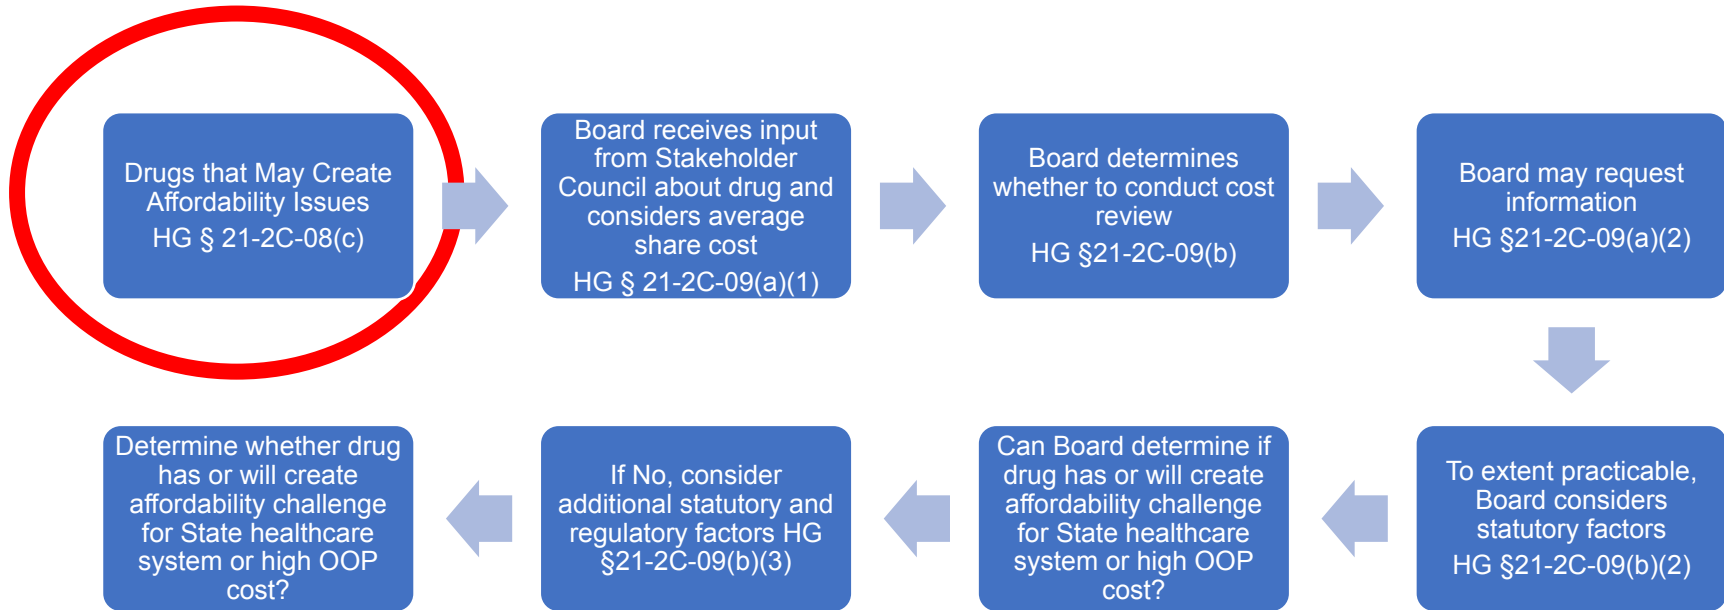 Drugs that May Create
Affordability Issues
HG § 21-2C-08(c)
Board receives input
from Stakeholder
Council about drug and
considers average
share cost
HG § 21-2C-09(a)(1)
Board determines
whether to conduct cost
review
HG §21-2C-09(b)
Board may request
information
HG §21-2C-09(a)(2)
To extent practicable,
Board considers
statutory factors
HG §21-2C-09(b)(2)
Can Board determine if
drug has or will create
affordability challenge
for State healthcare
system or high OOP
cost?
If No, consider
additional statutory and
regulatory factors HG
§21-2C-09(b)(3)
Determine whether drug
has or will create
affordability challenge
for State healthcare
system or high OOP
cost?